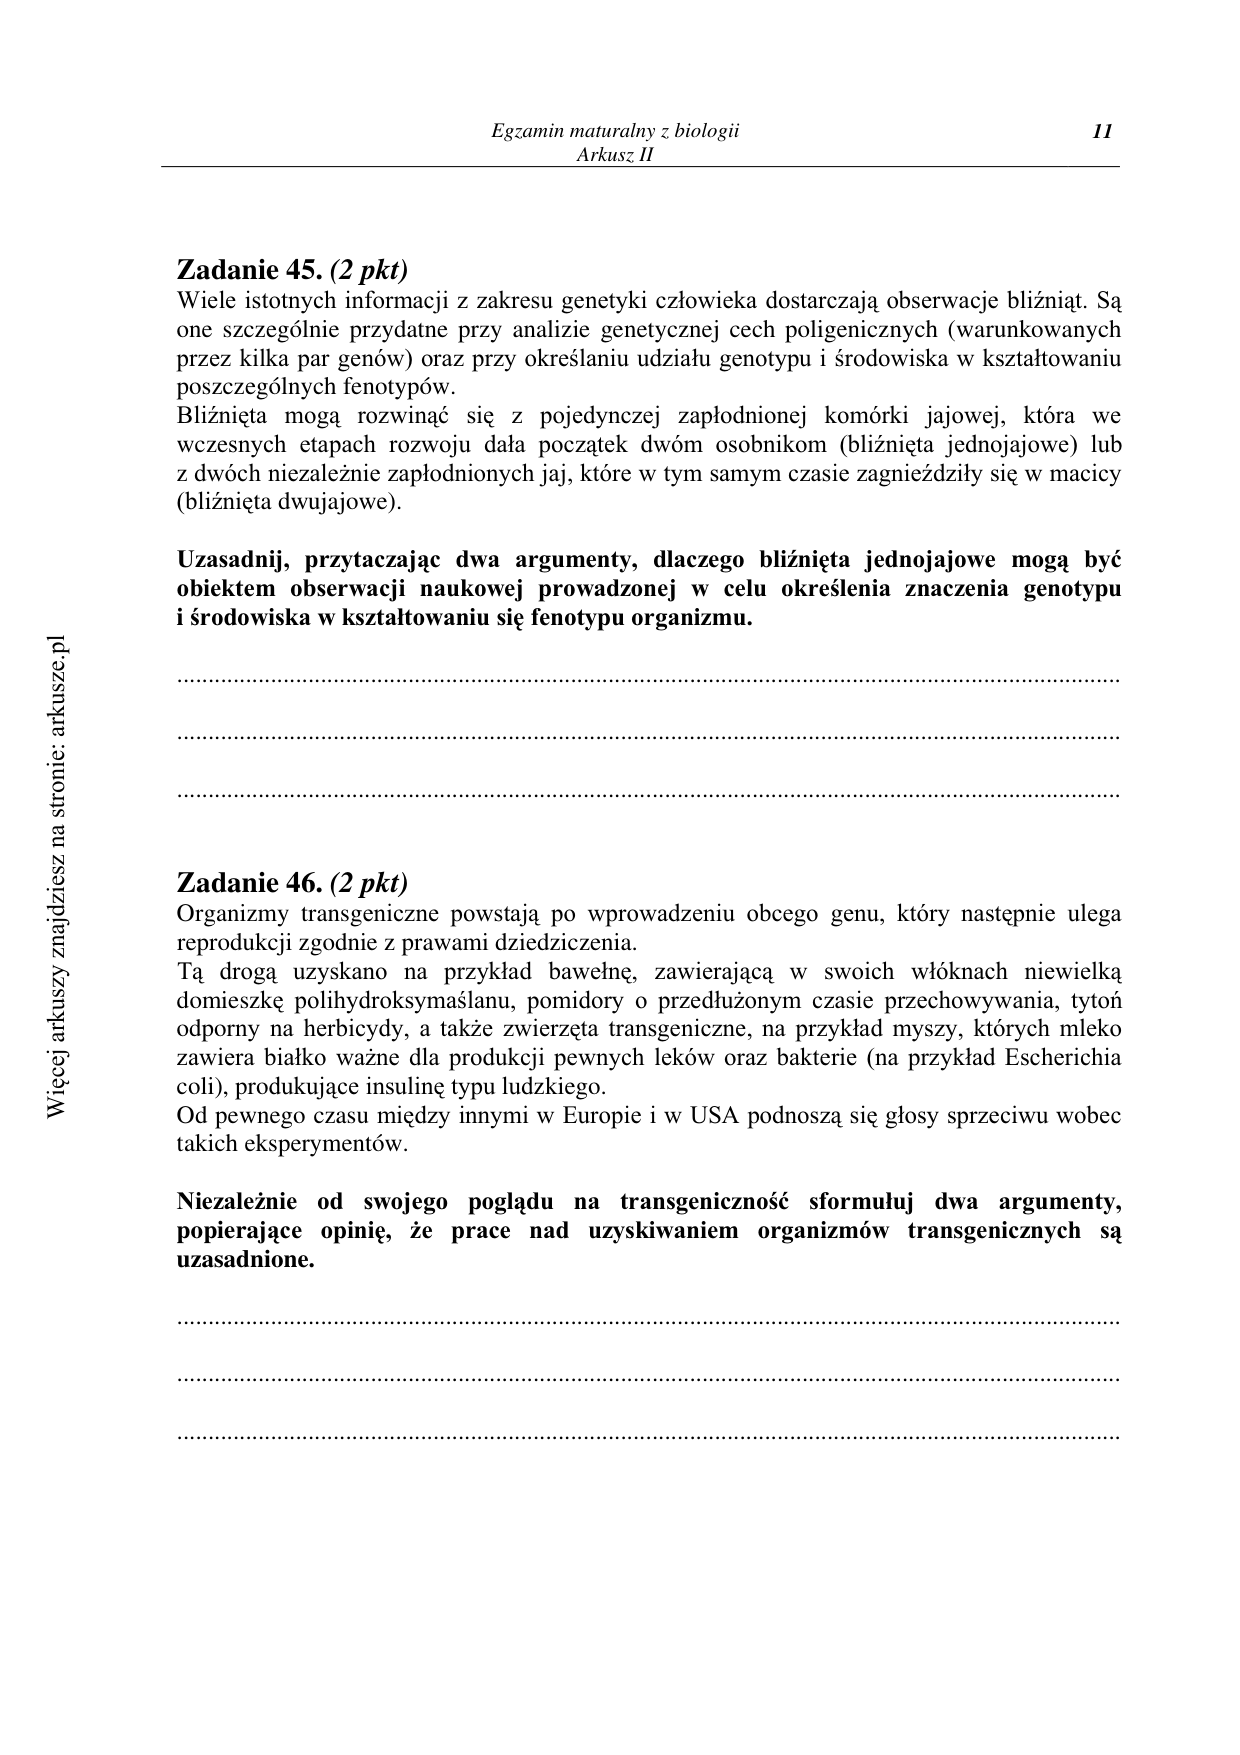 Egzamin maturalny z biologii
11
Arkusz II
Zadanie 45. (2 pkt)
Wiele istotnych informacji z zakresu genetyki człowieka dostarczają obserwacje bliźniąt. Są
one szczególnie przydatne przy analizie genetycznej cech poligenicznych (warunkowanych
przez kilka par genów) oraz przy określaniu udziału genotypu i środowiska w kształtowaniu
poszczególnych fenotypów.
Bliźnięta mogą rozwinąć się z pojedynczej zapłodnionej komórki jajowej, która we
wczesnych etapach rozwoju dała początek dwóm osobnikom (bliźnięta jednojajowe) lub
z dwóch niezależnie zapłodnionych jaj, które w tym samym czasie zagnieździły się w macicy
(bliźnięta dwujajowe).
Uzasadnij, przytaczając dwa argumenty, dlaczego bliźnięta jednojajowe mogą być
obiektem obserwacji naukowej prowadzonej w celu określenia znaczenia genotypu
i środowiska w kształtowaniu się fenotypu organizmu.
Zadanie 46. (2 pkt)
Organizmy transgeniczne powstają po wprowadzeniu obcego genu, który następnie ulega
reprodukcji zgodnie z prawami dziedziczenia.
Tą drogą uzyskano na przykład bawełnę, zawierającą w swoich włóknach niewielką
domieszkę polihydroksymaślanu, pomidory o przedłużonym czasie przechowywania, tytoń
odporny na herbicydy, a także zwierzęta transgeniczne, na przykład myszy, których mleko
zawiera białko ważne dla produkcji pewnych leków oraz bakterie (na przykład Escherichia
coli), produkujące insulinę typu ludzkiego.
Od pewnego czasu między innymi w Europie i w USA podnoszą się głosy sprzeciwu wobec
takich eksperymentów.
Niezależnie od swojego poglądu na transgeniczność sformułuj dwa argumenty,
popierające opinię, że prace nad uzyskiwaniem organizmów transgenicznych są
uzasadnione.
Więcej arkuszy znajdziesz na stronie: arkusze.pl